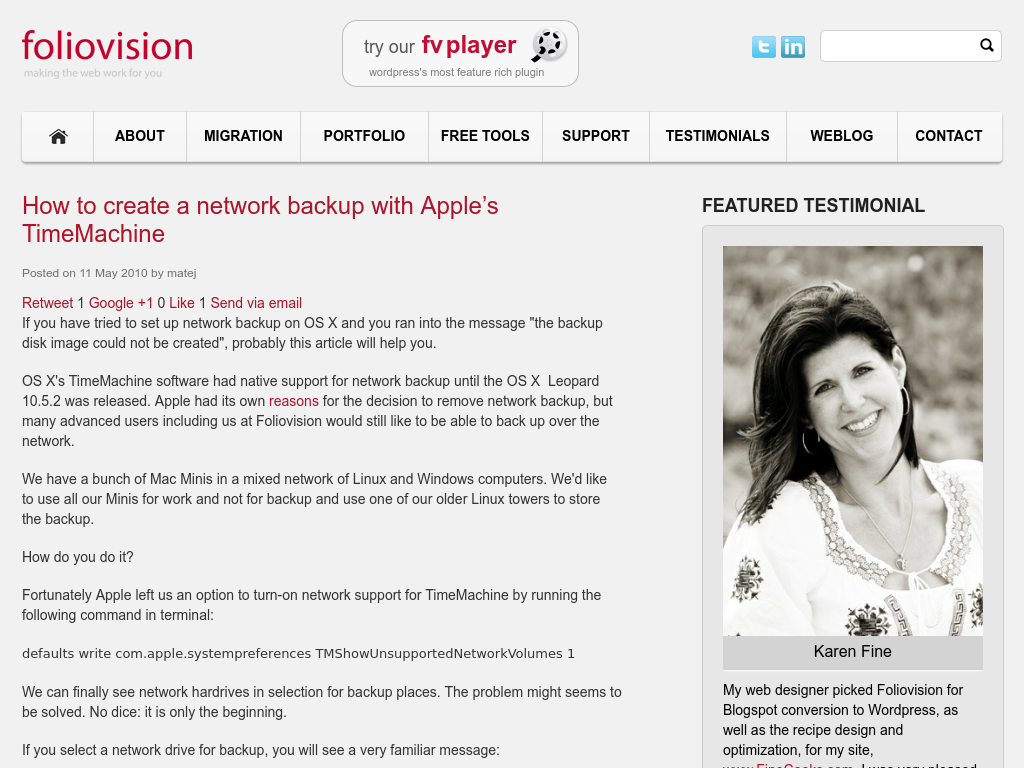 foliovision
making the web work for you
try our fv player
wordpress's most feature rich plugin
ABOUT
MIGRATION
PORTFOLIO
FREE TOOLS
SUPPORT
TESTIMONIALS
WEBLOG
CONTACT
How to create a network backup with Apple’s
TimeMachine
Posted on 11 May 2010 by matej
Retweet 1 Google +1 0 Like 1 Send via email
If you have tried to set up network backup on OS X and you ran into the message "the backup
disk image could not be created", probably this article will help you.
OS X's TimeMachine software had native support for network backup until the OS X Leopard
10.5.2 was released. Apple had its own reasons for the decision to remove network backup, but
many advanced users including us at Foliovision would still like to be able to back up over the
network.
We have a bunch of Mac Minis in a mixed network of Linux and Windows computers. We'd like
to use all our Minis for work and not for backup and use one of our older Linux towers to store
the backup.
How do you do it?
Fortunately Apple left us an option to turn-on network support for TimeMachine by running the
following command in terminal:
defaults write com.apple.systempreferences TMShowUnsupportedNetworkVolumes 1
We can finally see network hardrives in selection for backup places. The problem might seems to
be solved. No dice: it is only the beginning.
If you select a network drive for backup, you will see a very familiar message:
FEATURED TESTIMONIAL
Karen Fine
My web designer picked Foliovision for
Blogspot conversion to Wordpress, as
well as the recipe design and
optimization, for my site,
www.FineCooks.com. I was very pleased